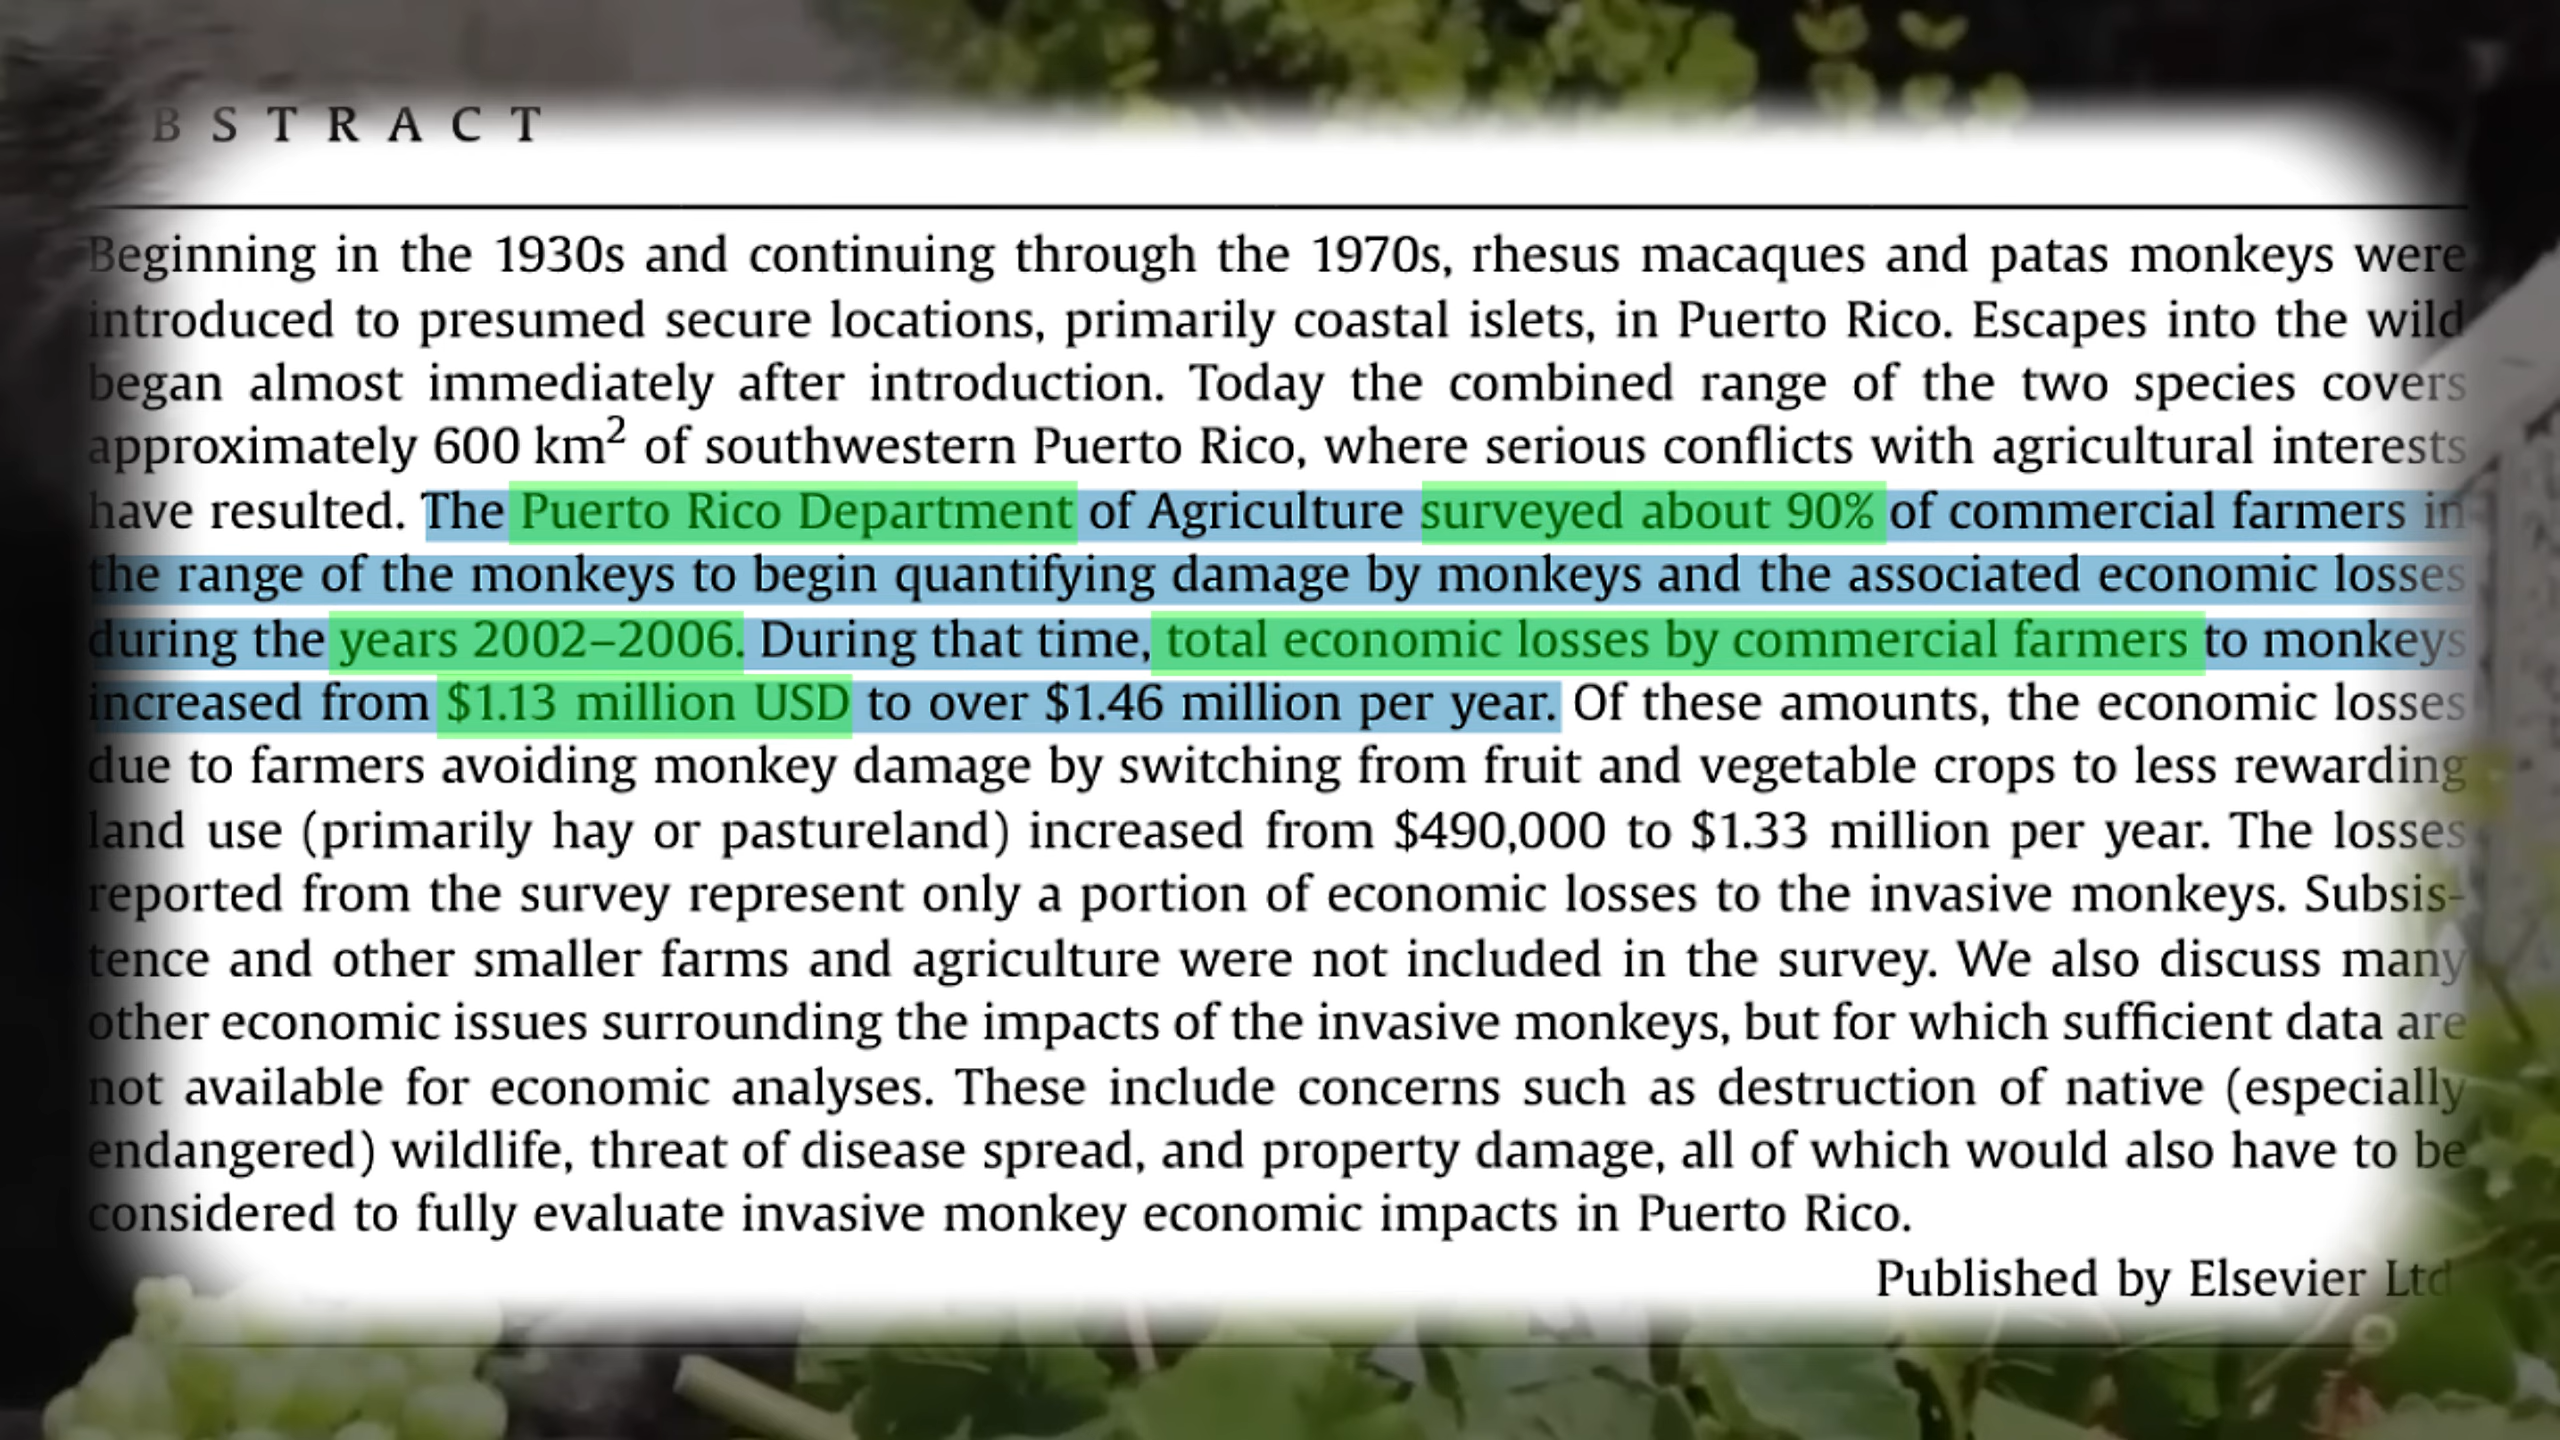 B S T R A C T
Beginning in the 1930s and continuing through the 1970s, rhesus macaques and patas monkeys were
introduced to presumed secure locations, primarily coastal islets, in Puerto Rico. Escapes into the wild
began almost immediately after introduction. Today the combined range of the two species covers
approximately 600 km² of southwestern Puerto Rico, where serious conflicts with agricultural interests
have resulted. The Puerto Rico Department of Agriculture surveyed about 90% of commercial farmers in
the range of the monkeys to begin quantifying damage by monkeys and the associated economic losses
during the years 2002–2006. During that time, total economic losses by commercial farmers to monkeys
increased from $1.13 million USD to over $1.46 million per year. Of these amounts, the economic losses
due to farmers avoiding monkey damage by switching from fruit and vegetable crops to less rewarding
land use (primarily hay or pastureland) increased from $490,000 to $1.33 million per year. The losses
reported from the survey represent only a portion of economic losses to the invasive monkeys. Subsis-
tence and other smaller farms and agriculture were not included in the survey. We also discuss many
other economic issues surrounding the impacts of the invasive monkeys, but for which sufficient data are
not available for economic analyses. These include concerns such as destruction of native (especially
endangered) wildlife, threat of disease spread, and property damage, all of which would also have to be
considered to fully evaluate invasive monkey economic impacts in Puerto Rico.
Published by Elsevier Ltd